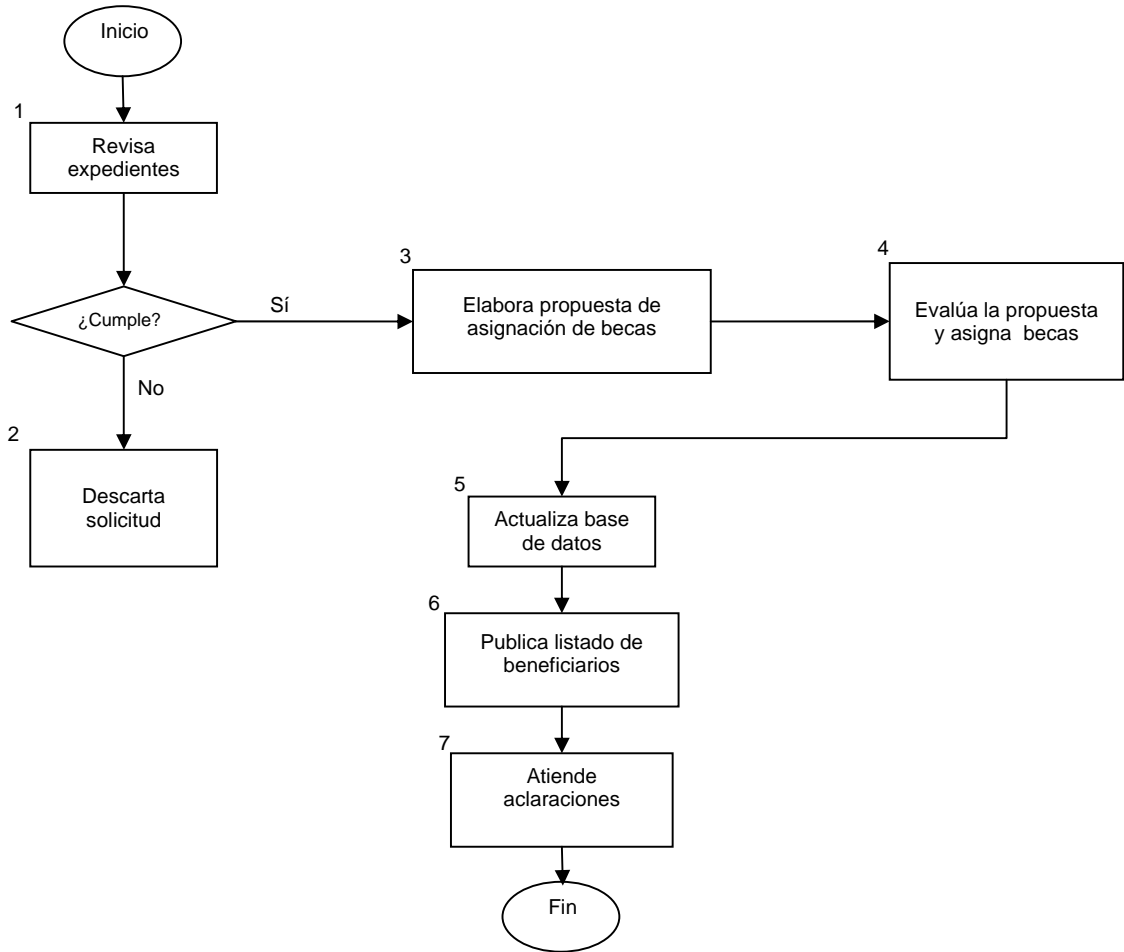 Inicio
1
Revisa
expedientes
¿Cumple?
Sí
No
2
Descarta
solicitud
3
Elabora propuesta de
asignación de becas
4
Evalúa la propuesta
y asigna becas
5
Actualiza base
de datos
6
Publica listado de
beneficiarios
7
Atiende
aclaraciones
Fin